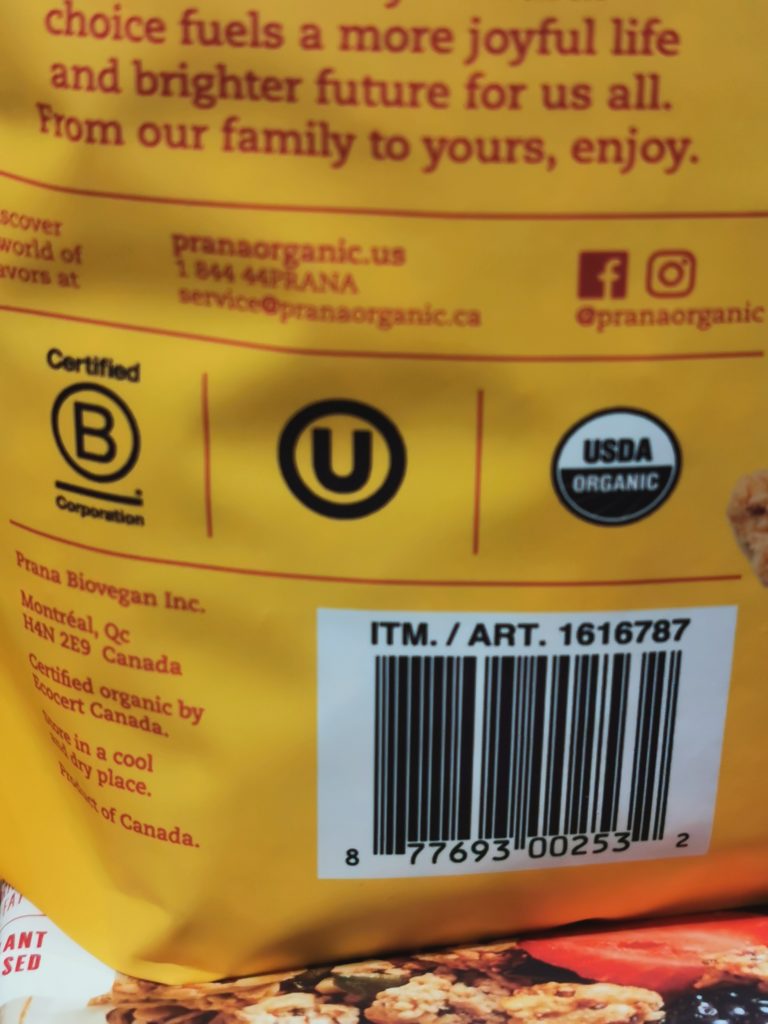 choice fuels a more joyful life
and brighter future for us all.
From our family to yours, enjoy.
scover
world of
avors at
pranaorganic.us
1 844 44PRANA
service@pranaorganic.ca
@pranaorganic
Certified
B
Corporation
U
USDA
ORGANIC
Prana Biovegan Inc.
Montréal, Qc
H4N 2E9 Canada
Certified organic by
Ecocert Canada.
Store in a cool
and dry place.
Product of Canada.
ITM. / ART. 1616787
8 77693 00253 2
ANT
SED